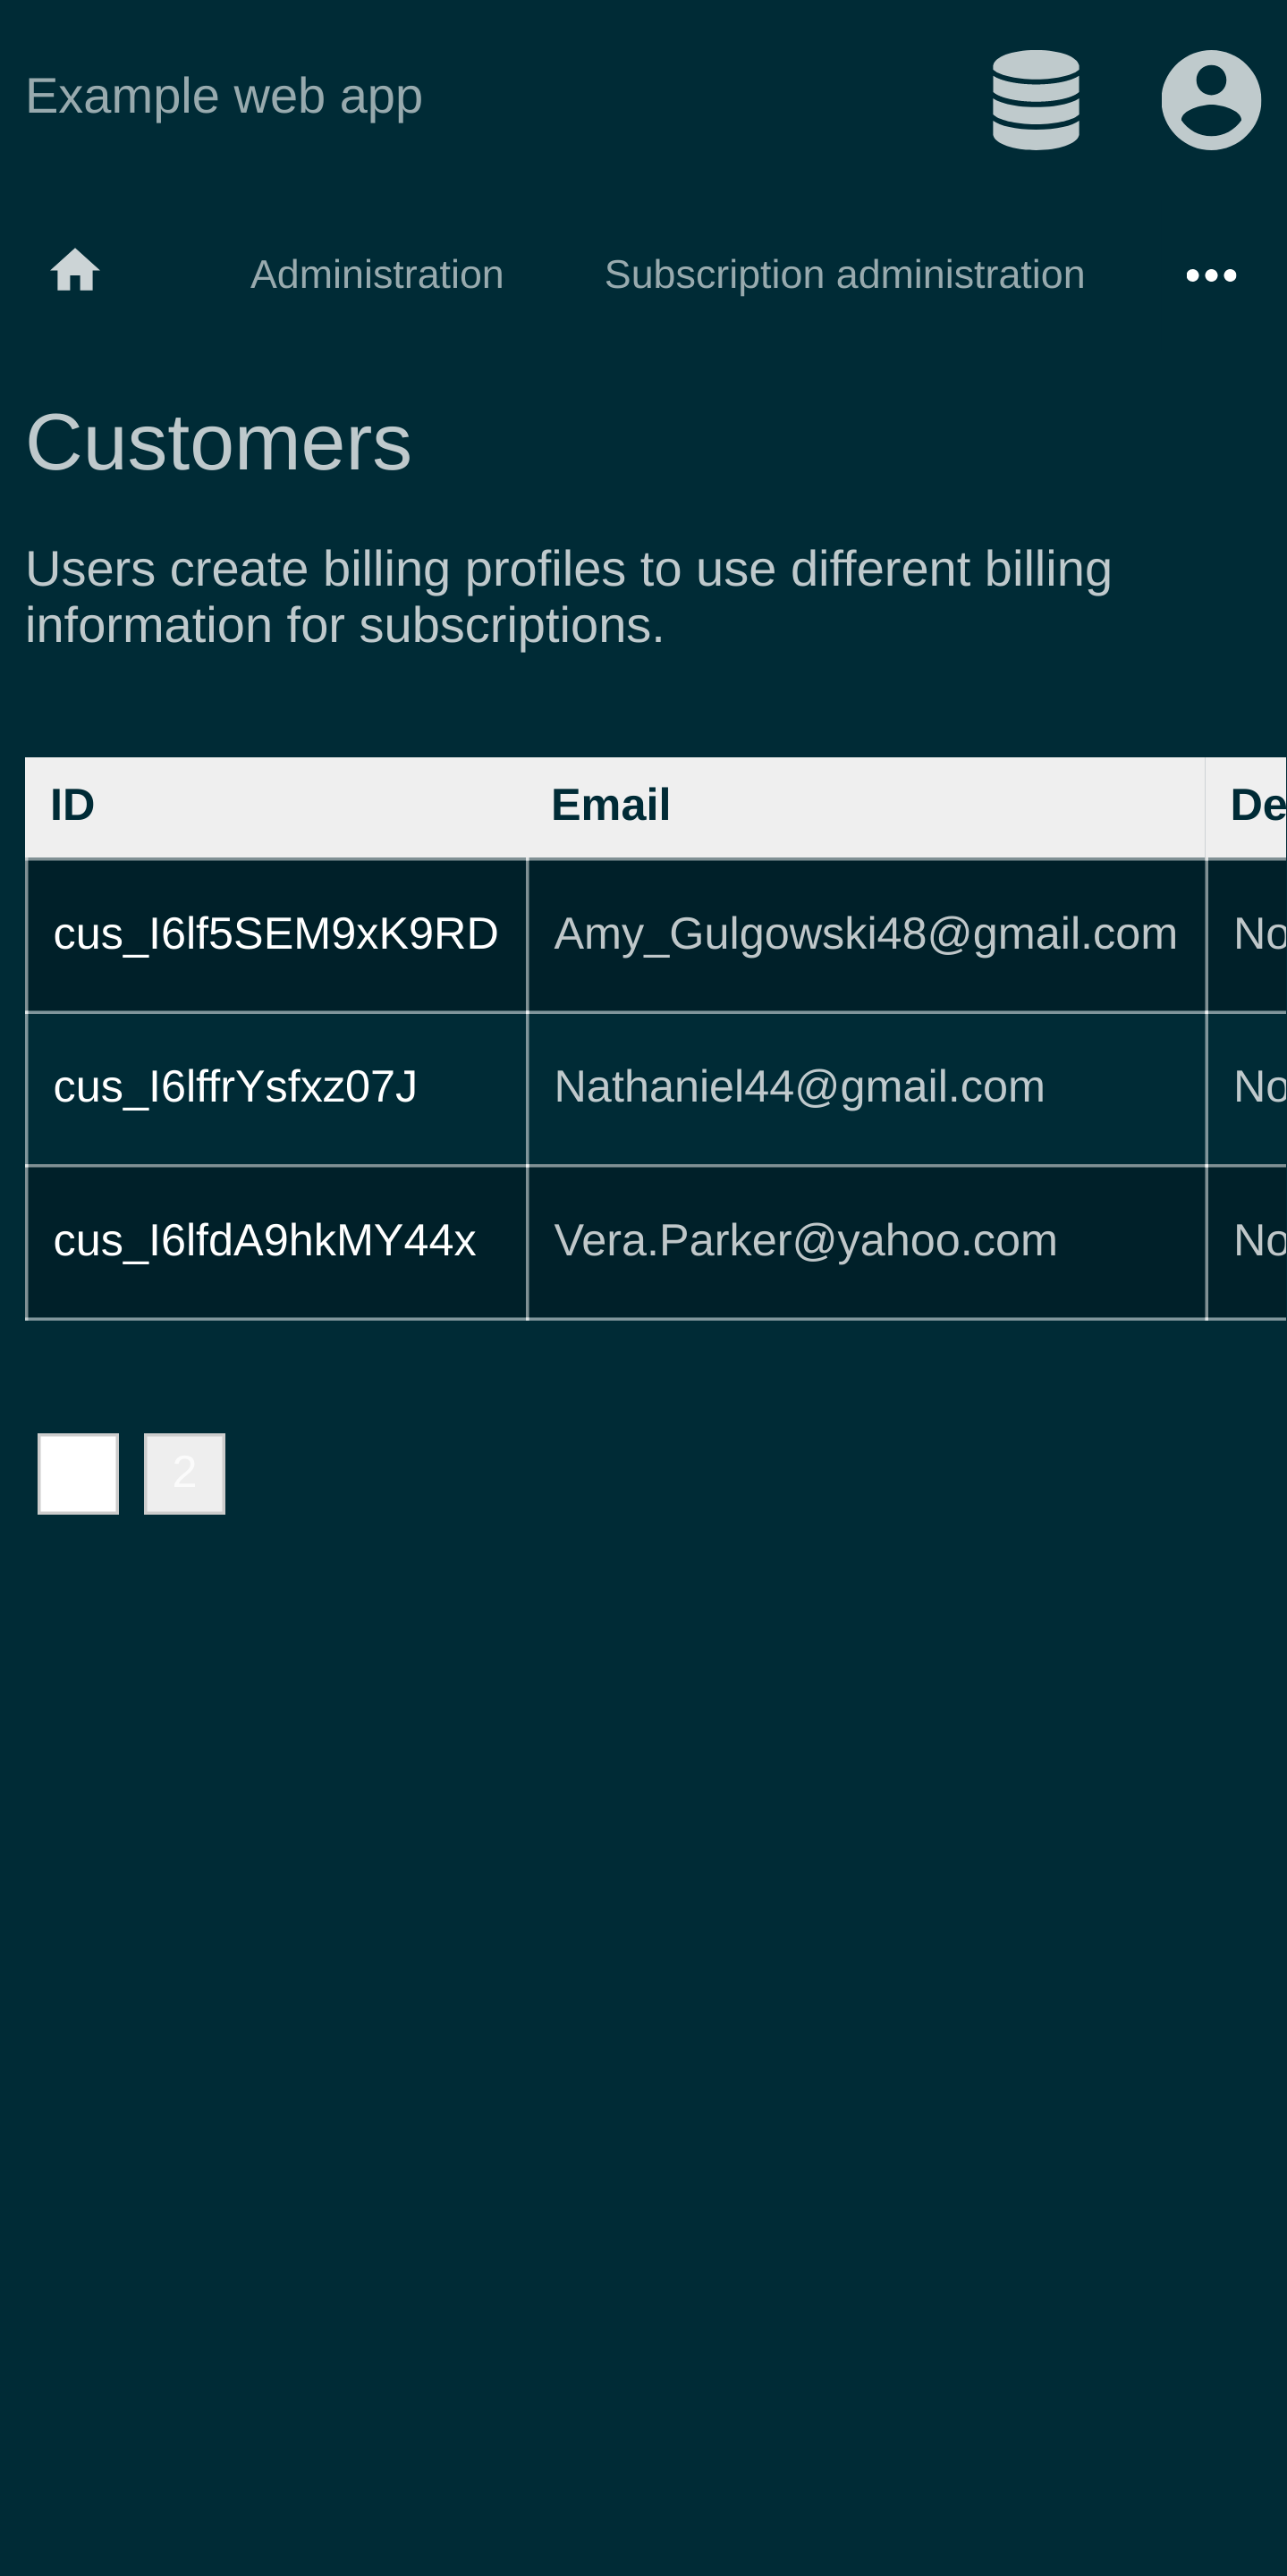 Example web app
Administration Subscription administration
Customers
Users create billing profiles to use different billing
information for subscriptions.
ID Email De
cus_I6lf5SEM9xK9RD Amy_Gulgowski48@gmail.com No
cus_I6lffrYsfxz07J Nathaniel44@gmail.com No
cus_I6lfdA9hkMY44x Vera.Parker@yahoo.com No
2